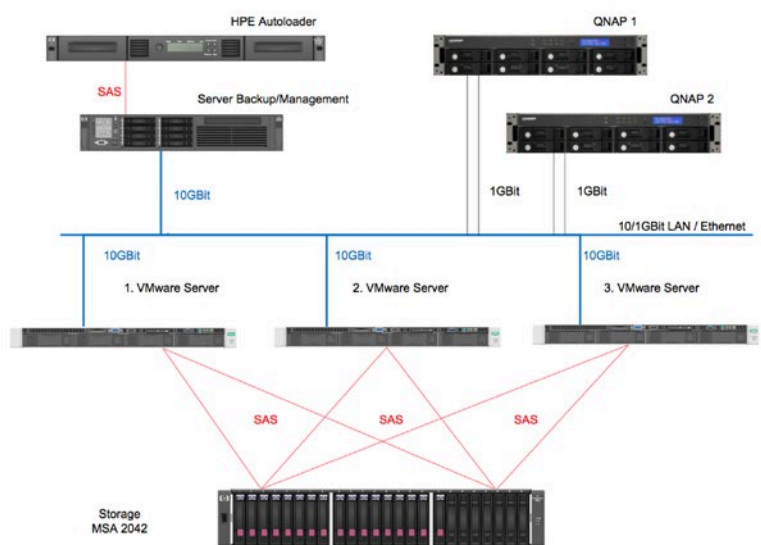 HPE Autoloader
QNAP 1
SAS
Server Backup/Management
QNAP 2
10GBit
1GBit
1GBit
10/1GBit LAN / Ethernet
10GBit
10GBit
10GBit
1. VMware Server
2. VMware Server
3. VMware Server
SAS
SAS
SAS
Storage
MSA 2042